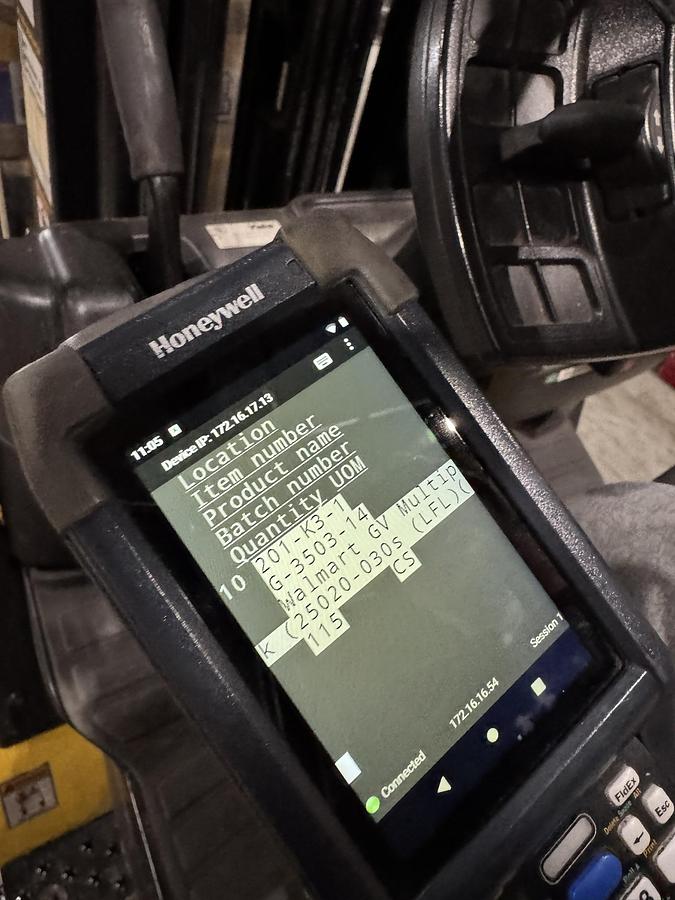 Honeywell
11:05
Device IP: 172.16.17.13
Location
Item number
Product name
Batch number
Quantity UOM
10 201-K3-1
G-3503-14
Walmart GV Multip
k (25020-030s (LFL)(
115 CS
Session 1
172.16.16.54
Connected
FldEx
Esc